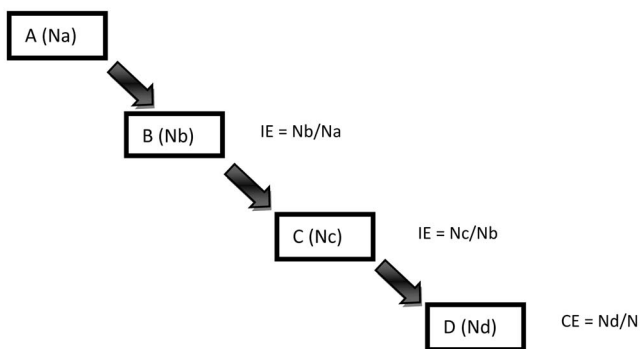 A (Na)
B (Nb)
IE = Nb/Na
C (Nc)
IE = Nc/Nb
D (Nd)
CE = Nd/N